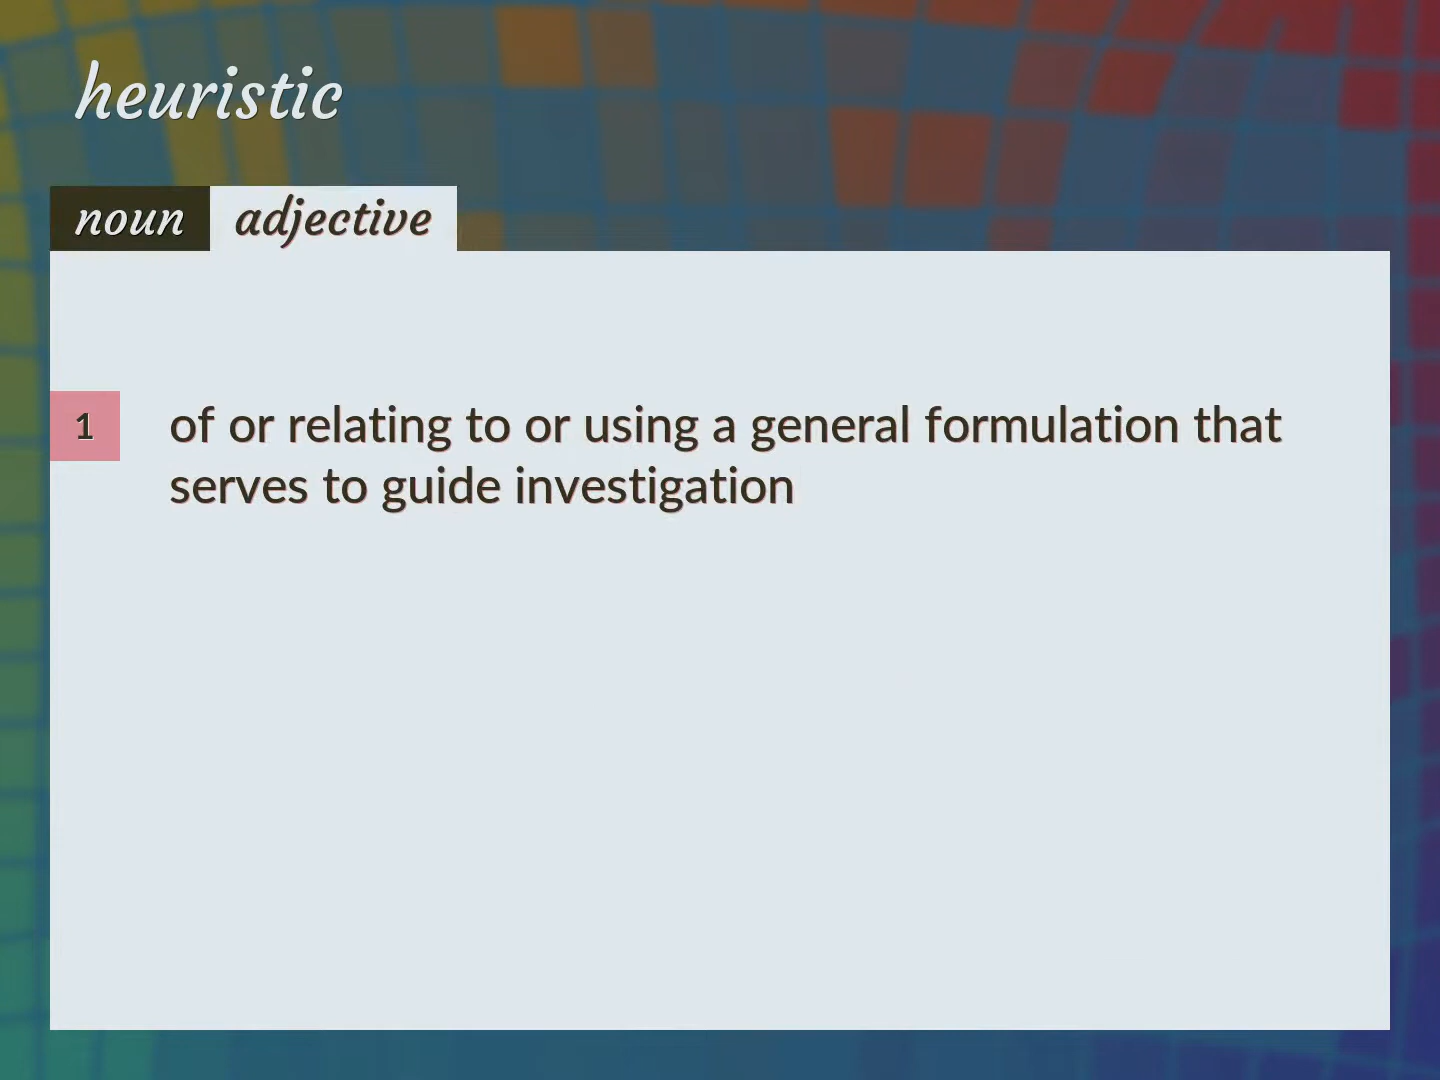 heuristic
noun adjective
1 of or relating to or using a general formulation that
serves to guide investigation